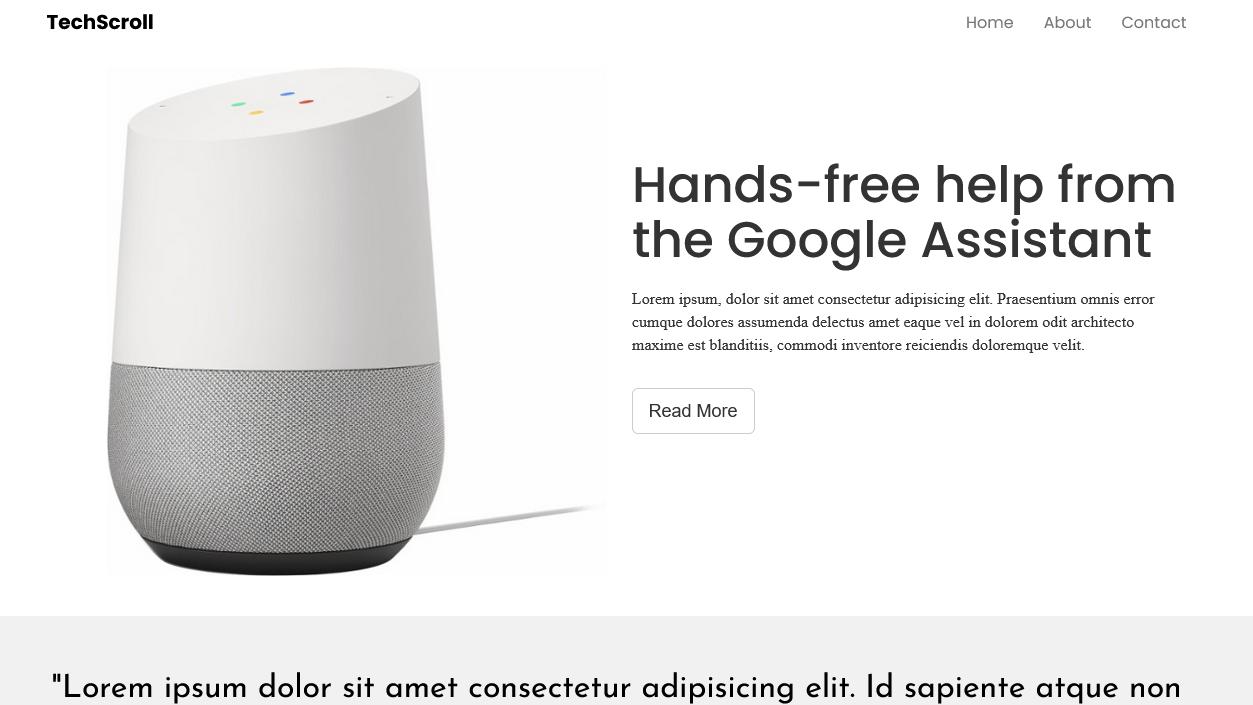 TechScroll
Home About Contact
Hands-free help from
the Google Assistant
Lorem ipsum, dolor sit amet consectetur adipisicing elit. Praesentium omnis error
cumque dolores assumenda delectus amet eaque vel in dolorem odit architecto
maxime est blanditiis, commodi inventore reiciendis doloremque velit.
Read More
"Lorem ipsum dolor sit amet consectetur adipisicing elit. Id sapiente atque non